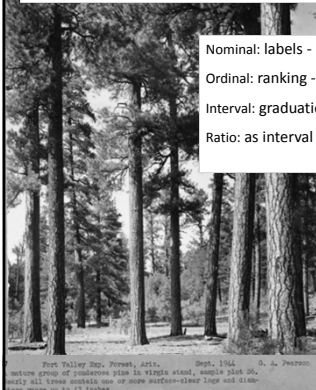 Nominal: labels -
Ordinal: ranking -
Interval: graduatio
Ratio: as interval
Fort Valley Exp. Forest, Ariz. Sept. 1944 G. A. Pearson
mature group of ponderosa pine in virgin stand, sample plot
nearly all trees contain one or more surface-clear logs and diam-